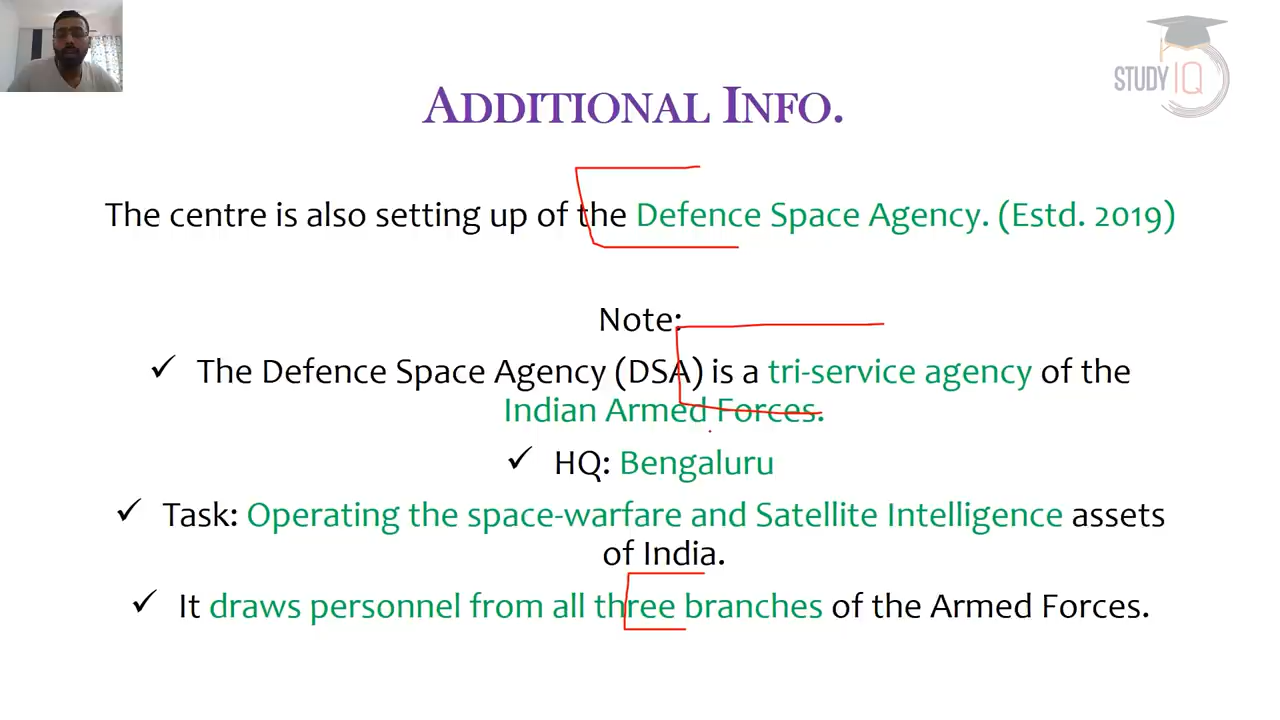 STUDY IQ
ADDITIONAL INFO.
The centre is also setting up of the Defence Space Agency. (Estd. 2019)
Note:
✓ The Defence Space Agency (DSA) is a tri-service agency of the
Indian Armed Forces.
✓ HQ: Bengaluru
✓ Task: Operating the space-warfare and Satellite Intelligence assets
of India.
✓ It draws personnel from all three branches of the Armed Forces.